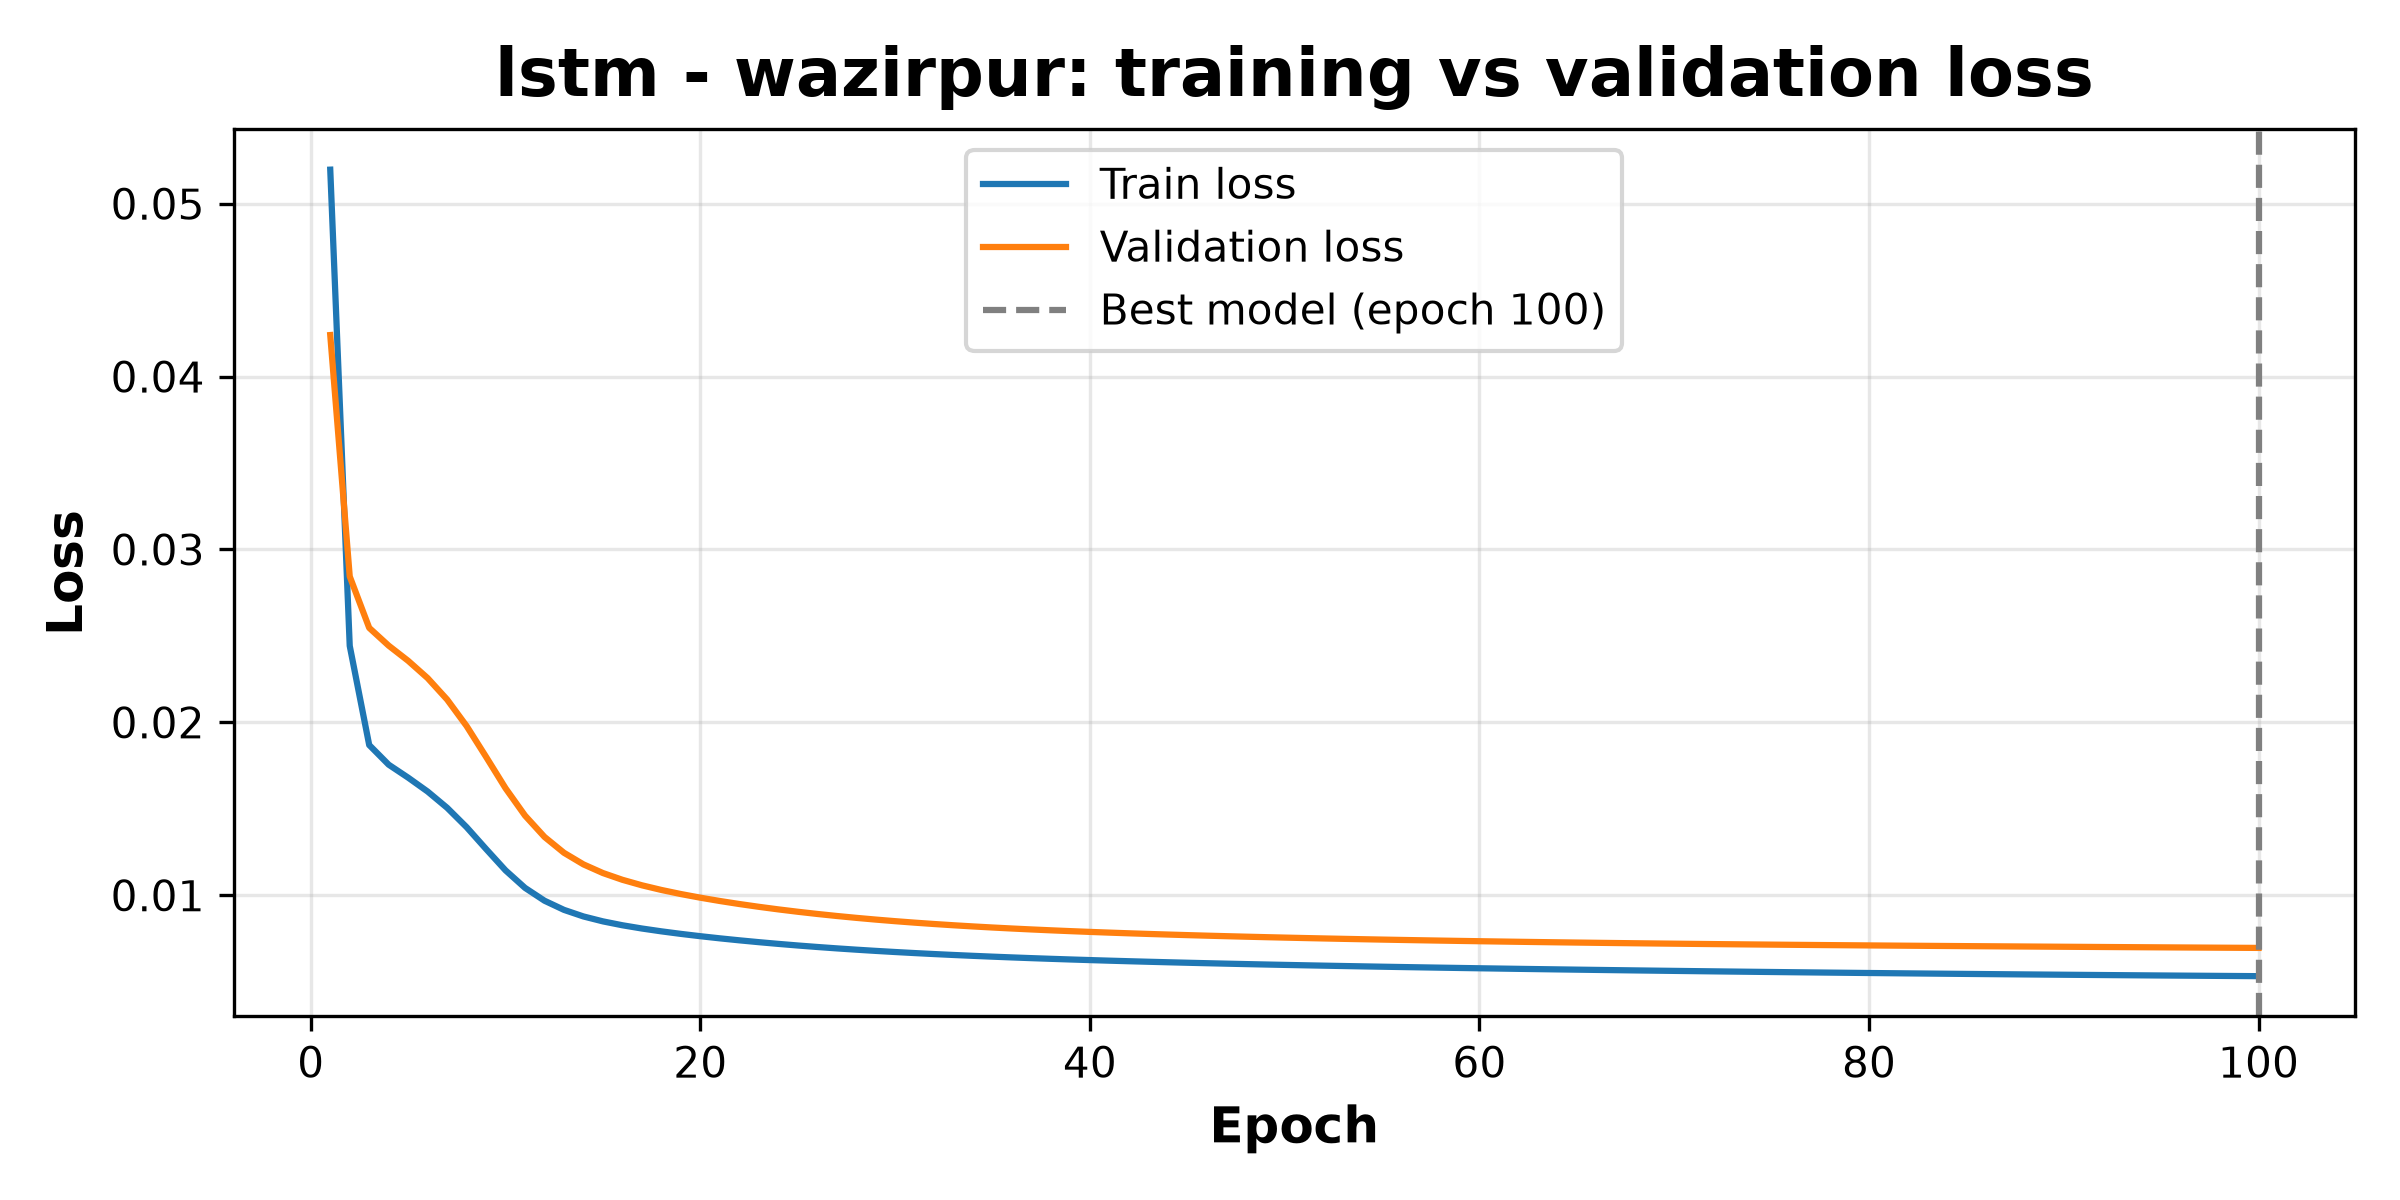 lstm - wazirpur: training vs validation loss
Train loss
Validation loss
Best model (epoch 100)
Loss
0.05
0.04
0.03
0.02
0.01
0 20 40 60 80 100
Epoch